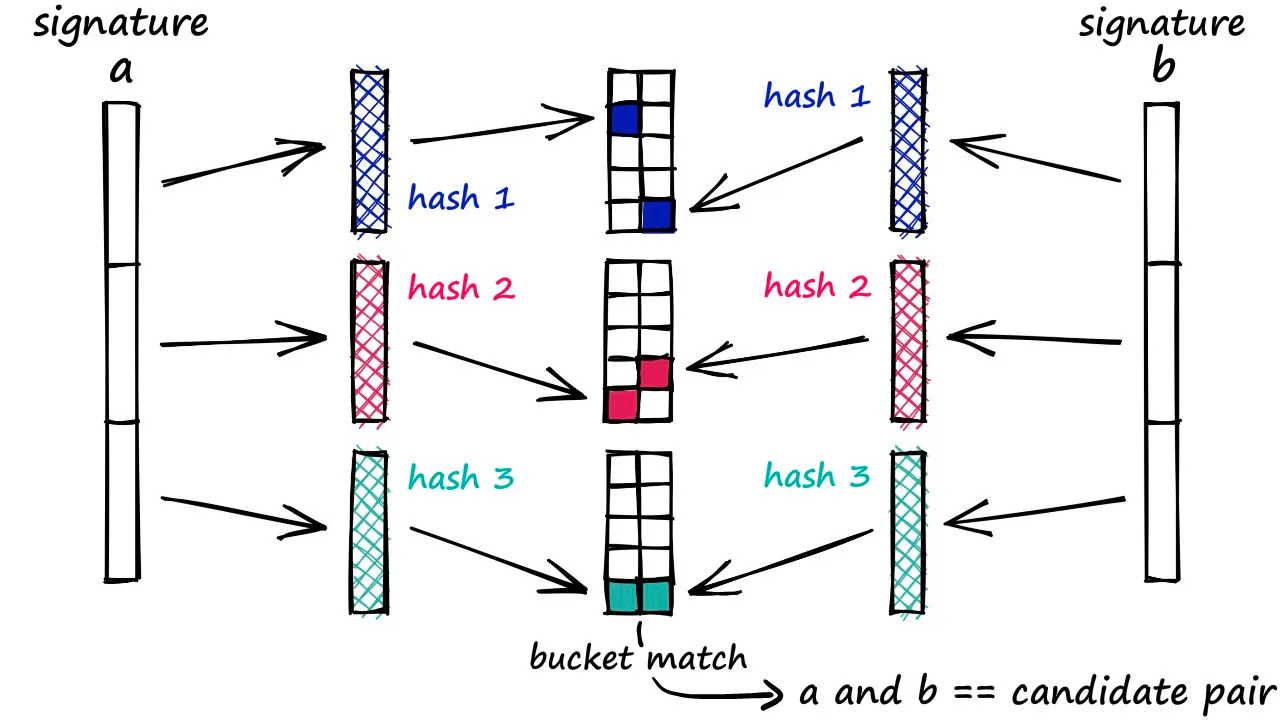 signature
a
signature
b
hash 1
hash 1
hash 2
hash 2
hash 3
hash 3
bucket match
a and b == candidate pair